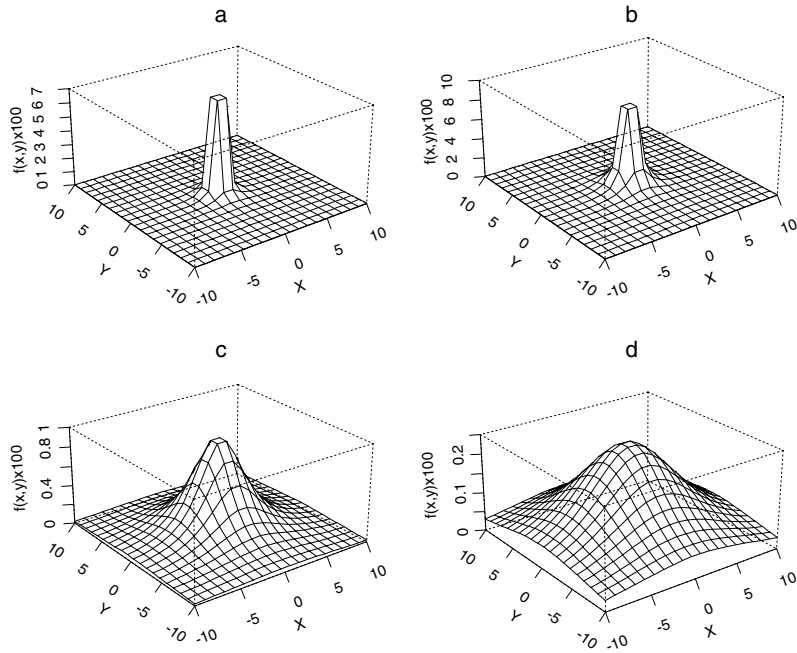 a
f(x,y)x100
0 1 2 3 4 5 6 7
10 5 0 -5 -10
Y
-10 -5 0 5 10
X
b
f(x,y)x100
0 2 4 6 8 10
10 5 0 -5 -10
Y
-10 -5 0 5 10
X
c
f(x,y)x100
0 0.4 0.8 1
10 5 0 -5 -10
Y
-10 -5 0 5 10
X
d
f(x,y)x100
0 0.1 0.2
10 5 0 -5 -10
Y
-10 -5 0 5 10
X